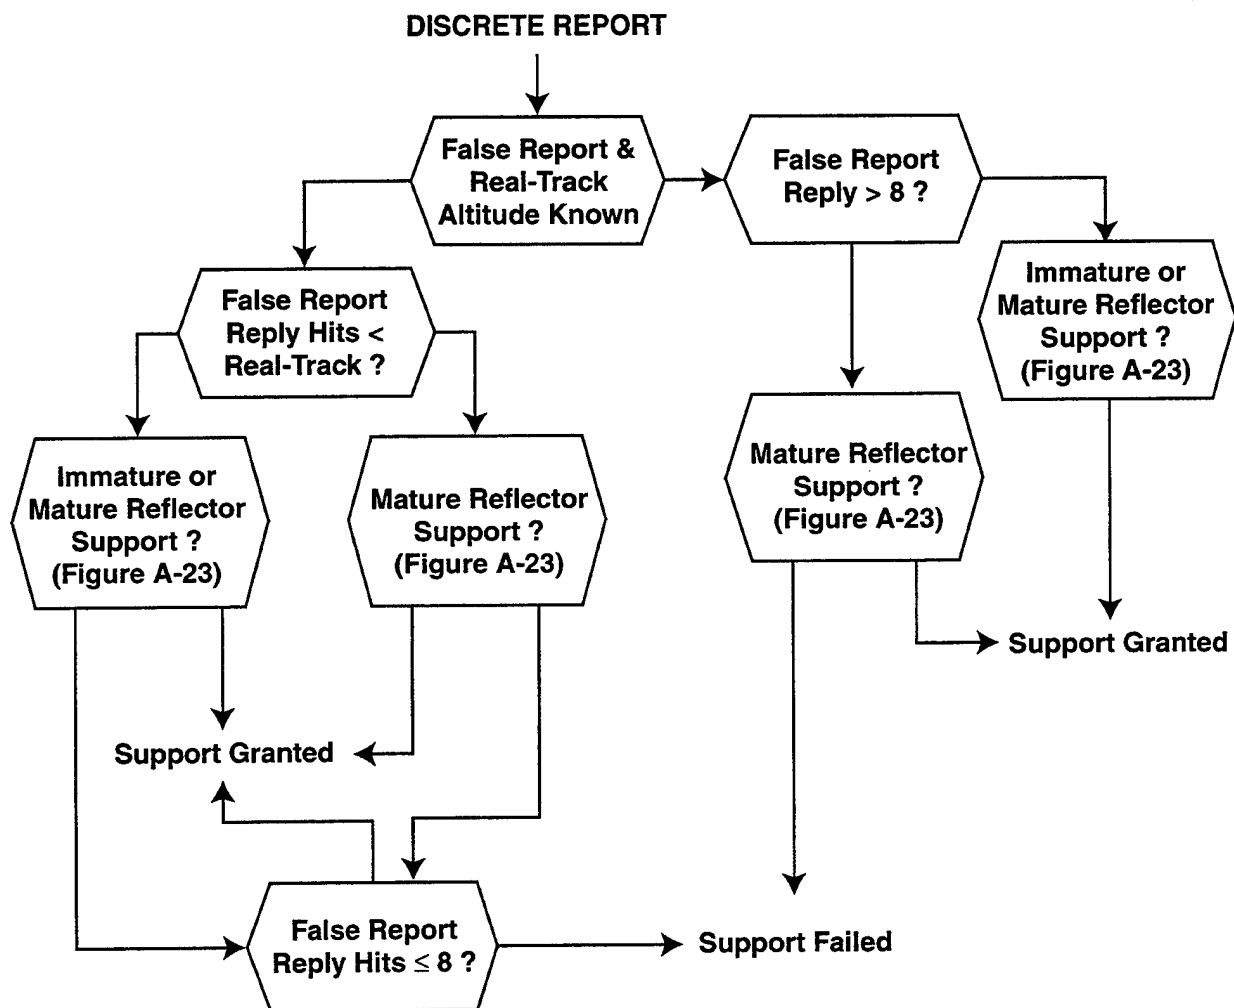 DISCRETE REPORT
False Report &
Real-Track
Altitude Known
False Report
Reply > 8 ?
False Report
Reply Hits <
Real-Track ?
Immature or
Mature Reflector
Support ?
(Figure A-23)
Immature or
Mature Reflector
Support ?
(Figure A-23)
Mature Reflector
Support ?
(Figure A-23)
Mature Reflector
Support ?
(Figure A-23)
Support Granted
Support Granted
False Report
Reply Hits ≤ 8 ?
Support Failed